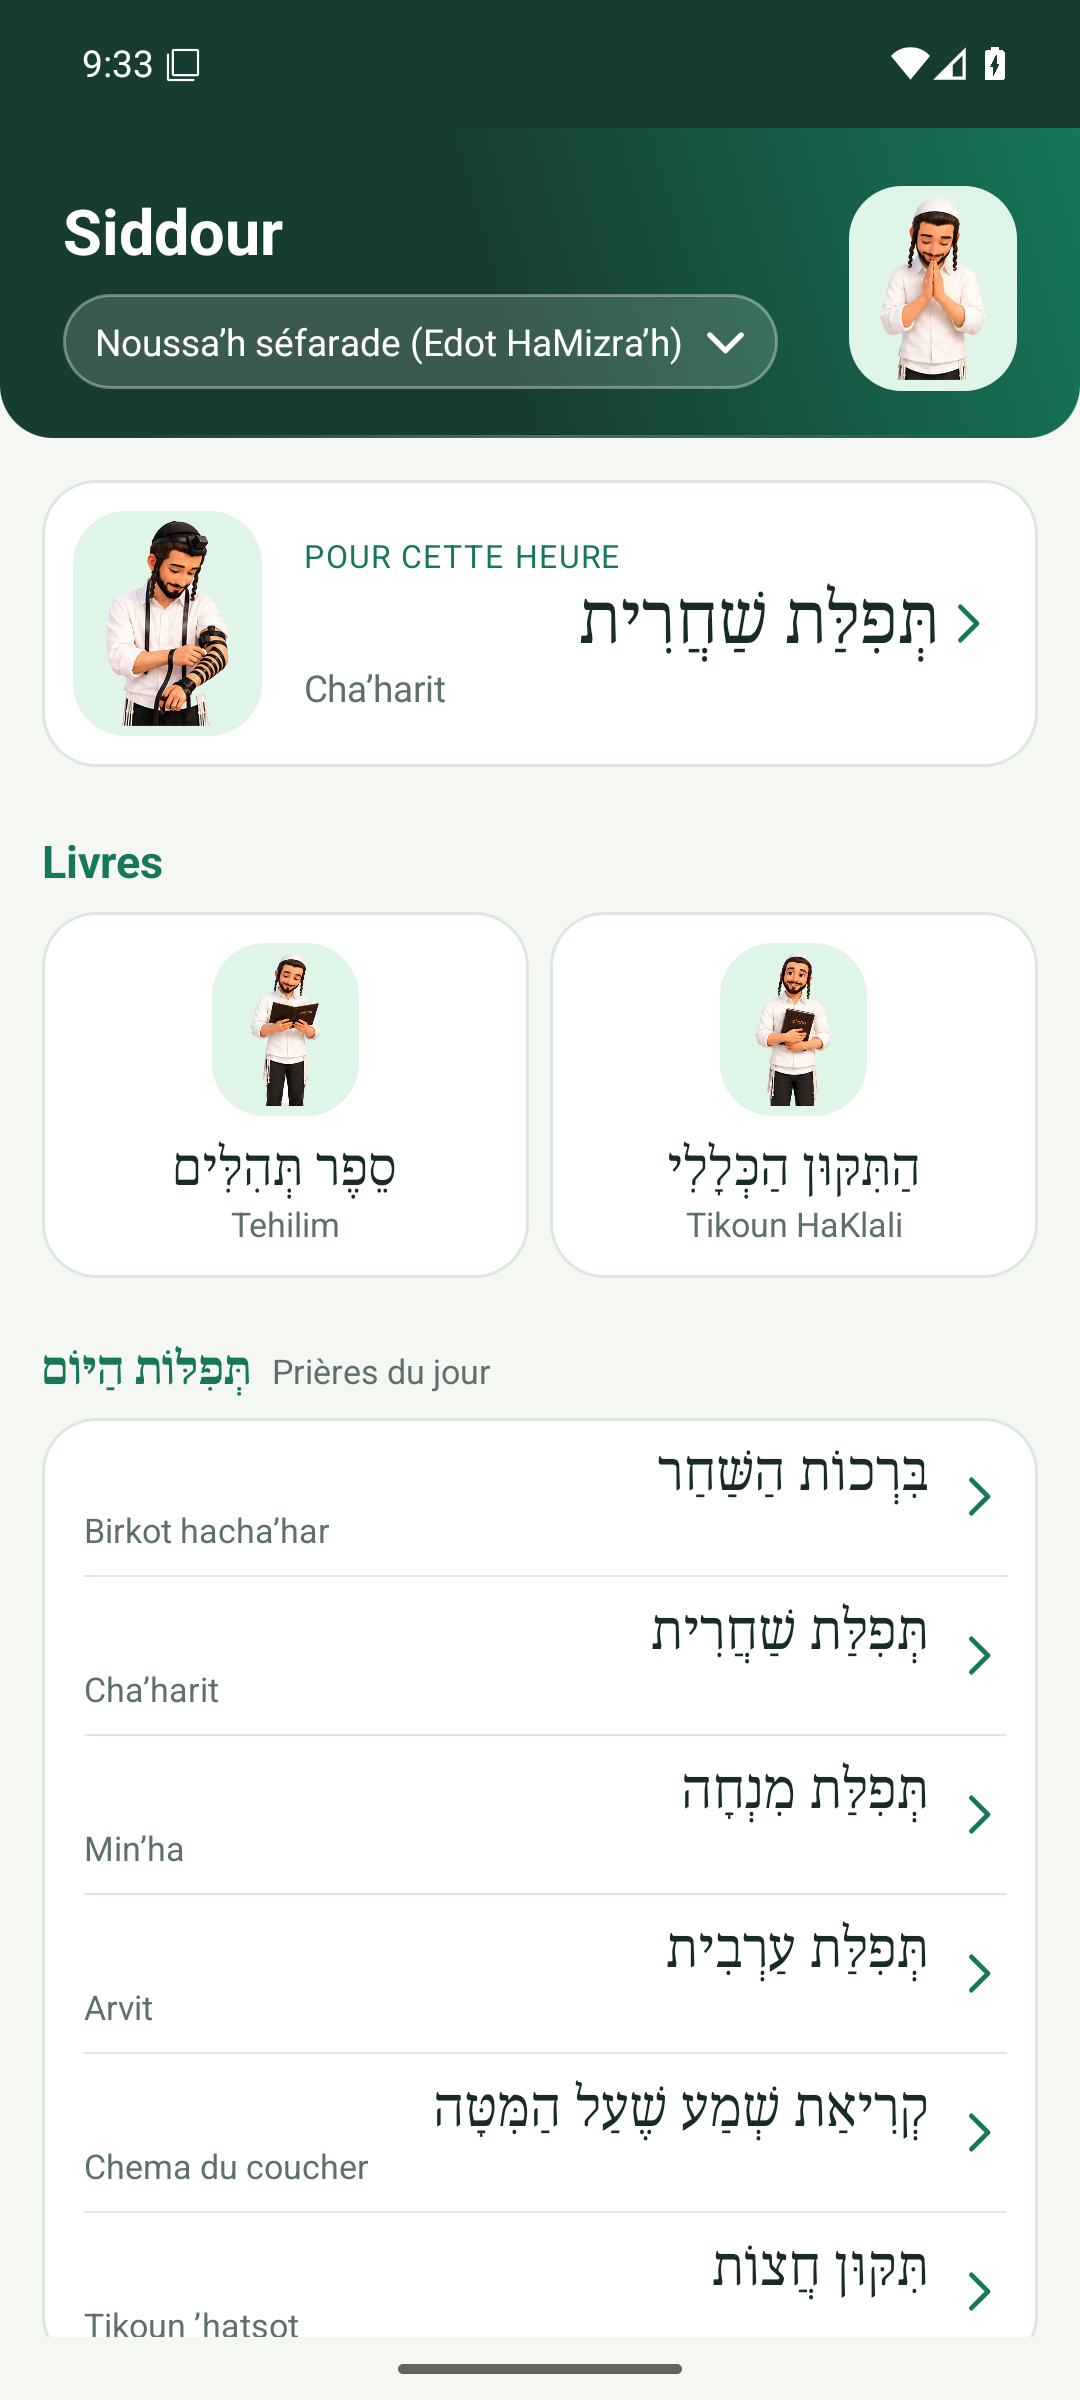 9:33
Siddour
Noussa’h séfarade (Edot HaMizra’h)
POUR CETTE HEURE
תְּפִלַּת שַׁחֲרִית
Cha’harit
Livres
סֵפֶר תְּהִלִּים
Tehilim
הַתִּקּוּן הַכְּלָלִי
Tikoun HaKlali
תְּפִלּוֹת הַיּוֹם Prières du jour
בִּרְכוֹת הַשַּׁחַר
Birkot hacha’har
תְּפִלַּת שַׁחֲרִית
Cha’harit
תְּפִלַּת מִנְחָה
Min’ha
תְּפִלַּת עַרְבִית
Arvit
קְרִיאַת שְׁמַע שֶׁעַל הַמִּטָּה
Chema du coucher
תִּקּוּן חֲצוֹת
Tikoun ’hatsot